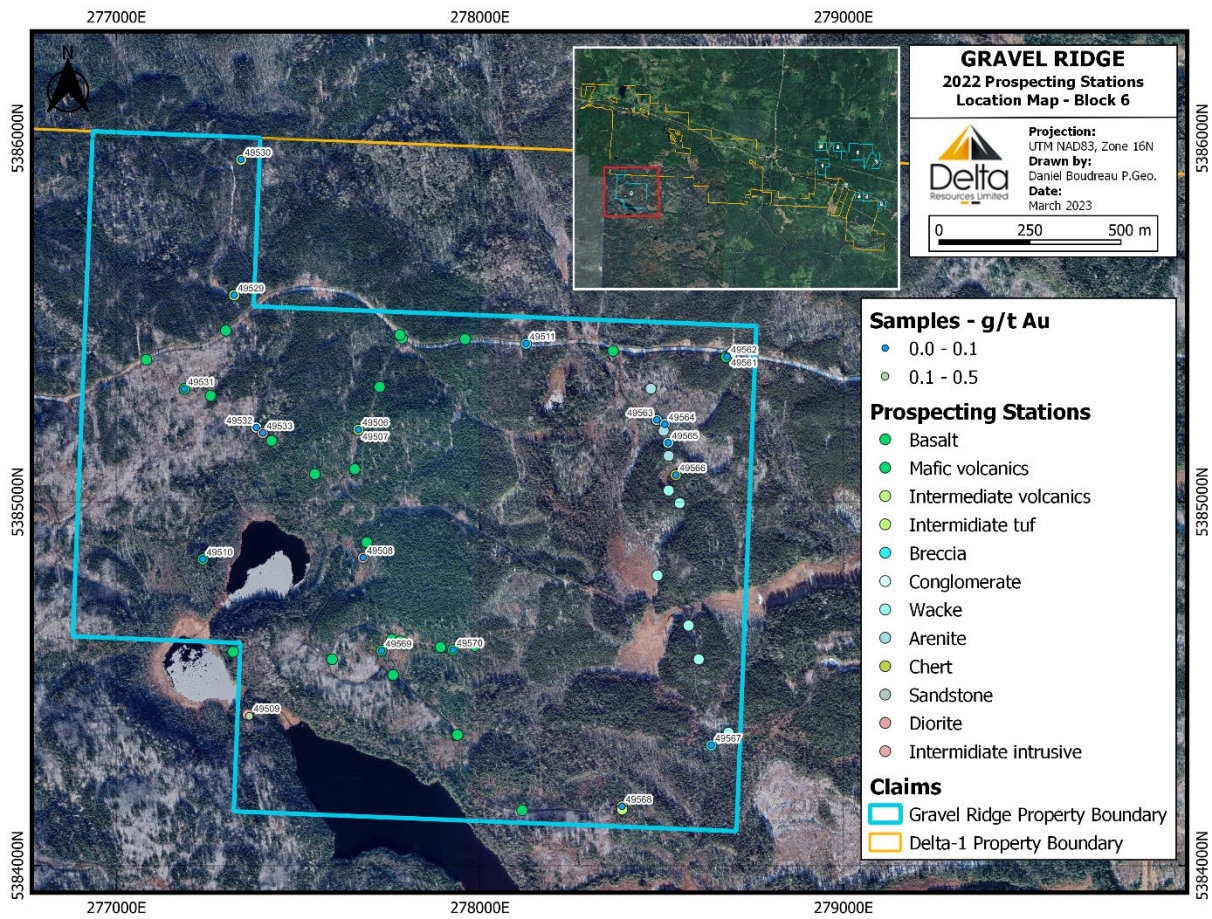 277000E
278000E
279000E
N
5386000N
5386000N
GRAVEL RIDGE
2022 Prospecting Stations
Location Map - Block 6
Delta
Resources Limited
Projection:
UTM NAD83, Zone 16N
Drawn by:
Daniel Boudreau P.Geo.
Date:
March 2023
0
250
500 m
49530
49529
49511
49562
49561
49531
49532
49533
49506
49507
49563
49564
49565
49566
5385000N
5385000N
49510
49508
49569
49570
49509
49567
49568
Samples - g/t Au
0.0 - 0.1
0.1 - 0.5
Prospecting Stations
Basalt
Mafic volcanics
Intermediate volcanics
Intermidiate tuf
Breccia
Conglomerate
Wacke
Arenite
Chert
Sandstone
Diorite
Intermidiate intrusive
Claims
Gravel Ridge Property Boundary
Delta-1 Property Boundary
5384000N
5384000N
277000E
278000E
279000E